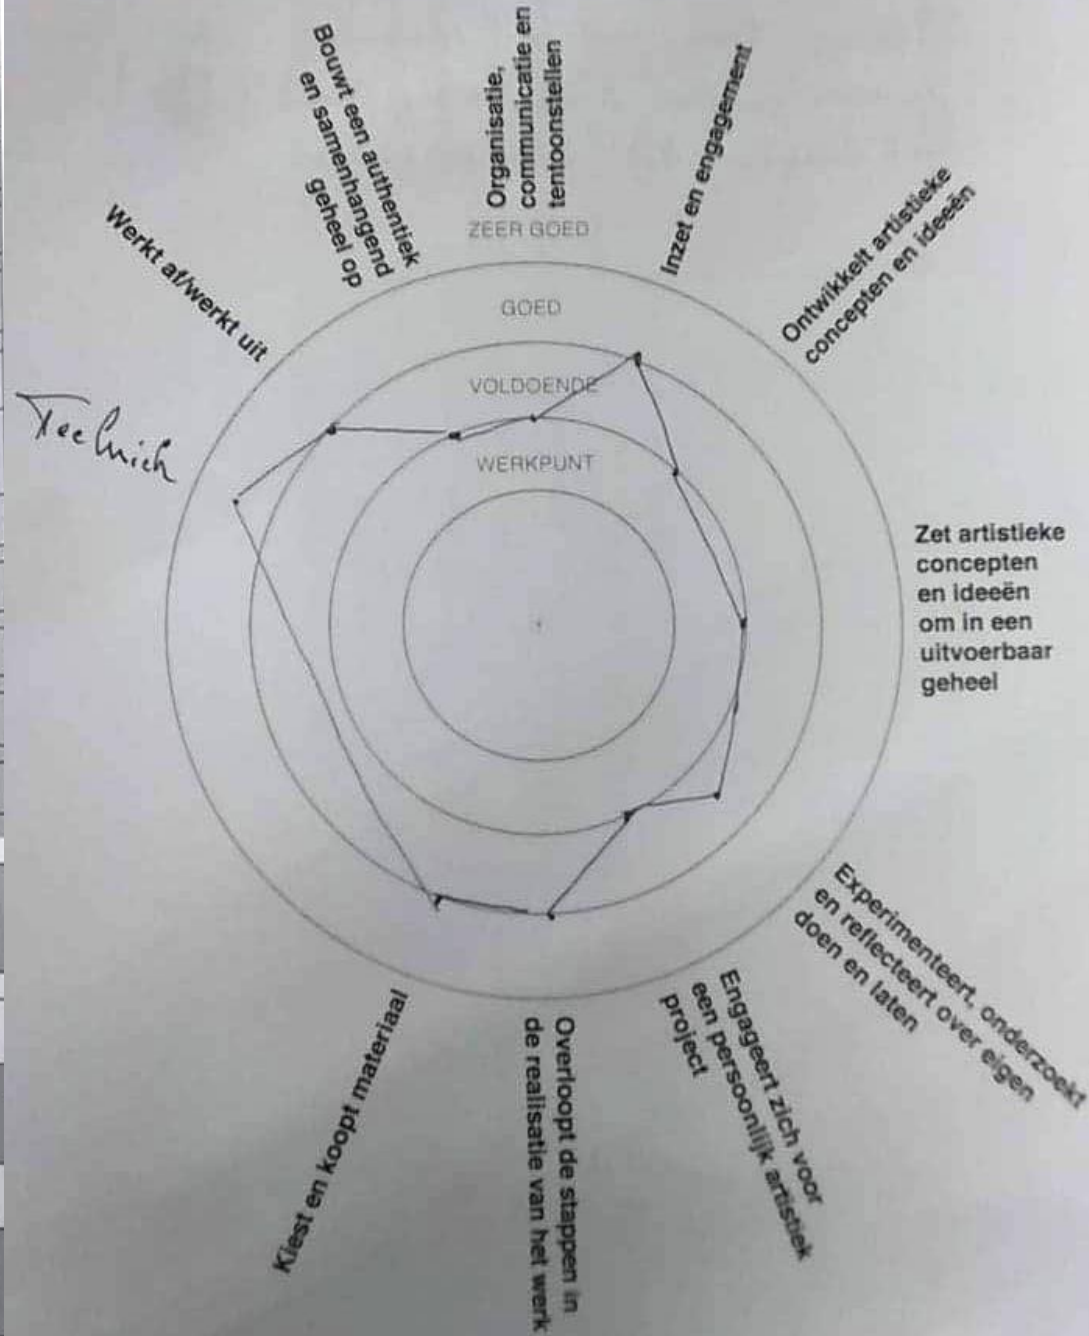 Organisatie,
communicatie en
tentoonstellen
Inzet en engagement
Ontwikkelt artistieke
concepten en ideeën
Zet artistieke
concepten
en ideeën
om in een
uitvoerbaar
geheel
Experimenteert, onderzoekt
en reflecteert over eigen
doen en laten
Engageert zich voor
een persoonlijk artistiek
project
Overloopt de stappen in
de realisatie van het werk
Kiest en koopt materiaal
Werkt af/werkt uit
Bouwt een authentiek
en samenhangend
geheel op
ZEER GOED
GOED
VOLDOENDE
WERKPUNT